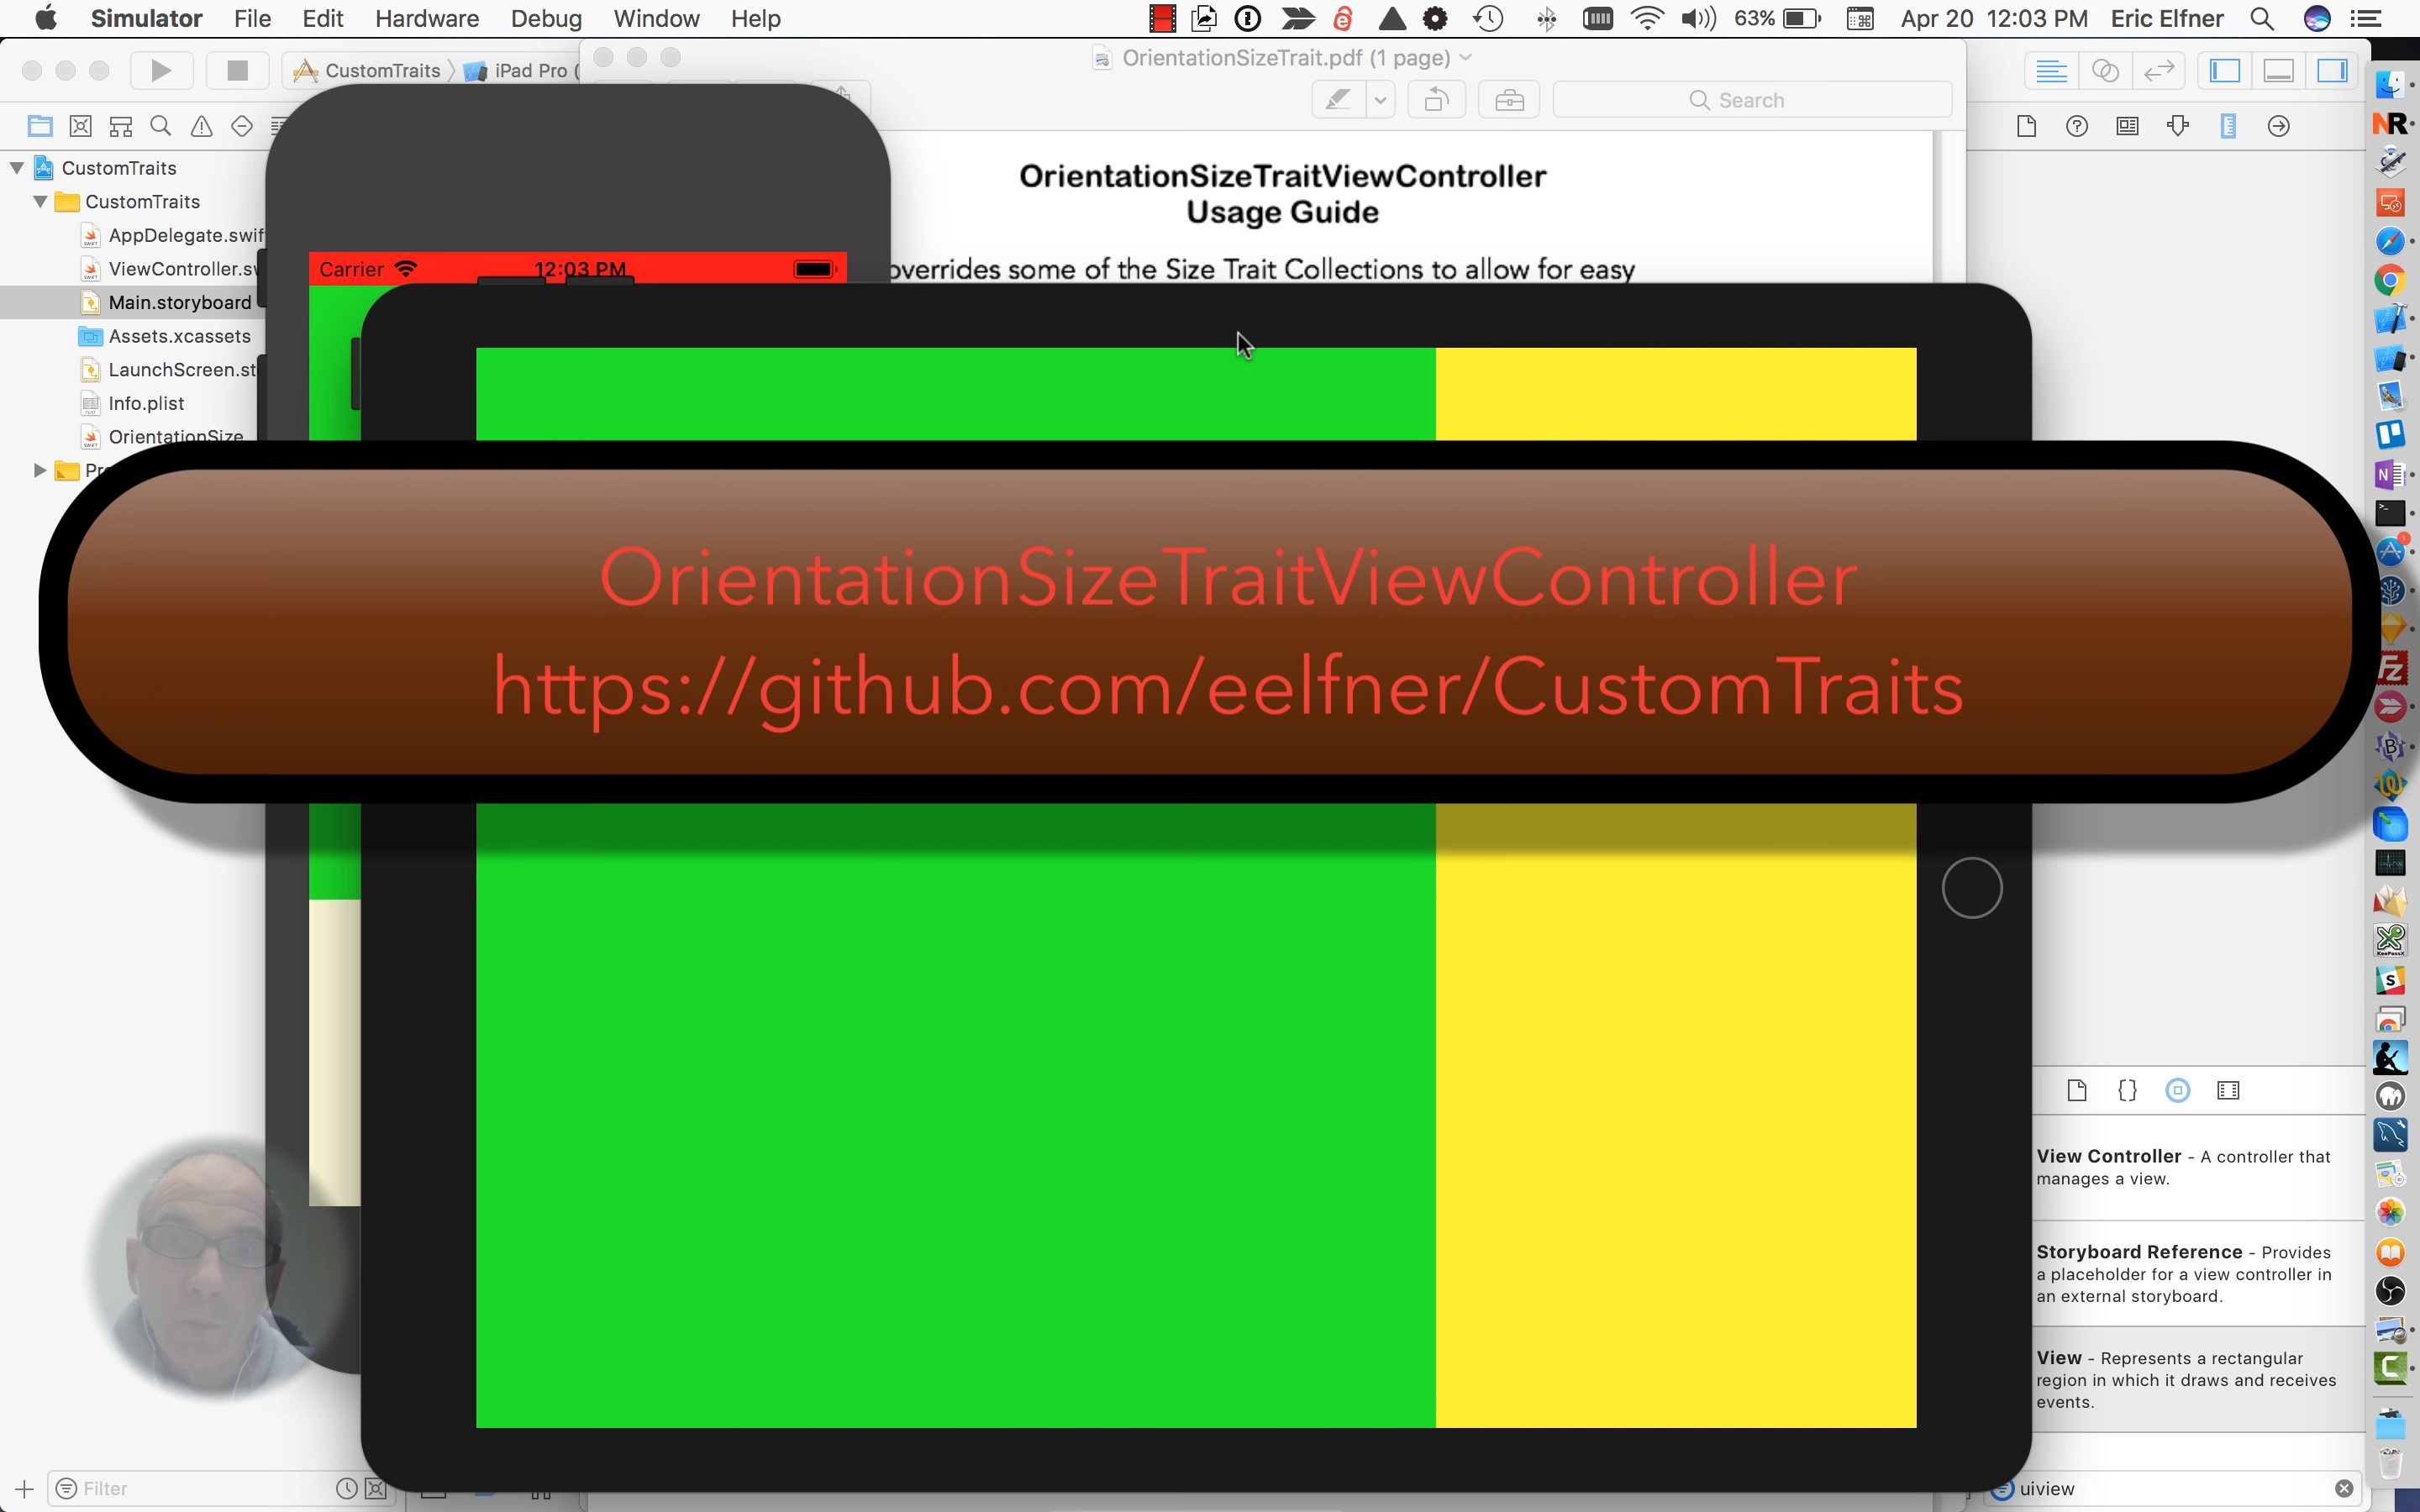 Simulator File Edit Hardware Debug Window Help 63% Apr 20 12:03 PM Eric Elfner
CustomTraits iPad Pro (
OrientationSizeTrait.pdf (1 page)
Search
CustomTraits
CustomTraits
AppDelegate.swif
ViewController.sw
Main.storyboard
Assets.xcassets
LaunchScreen.st
Info.plist
OrientationSize
Pr
OrientationSizeTraitViewController
Usage Guide
overrides some of the Size Trait Collections to allow for easy
Carrier 12:03 PM
OrientationSizeTraitViewController
https://github.com/eelfner/CustomTraits
View Controller - A controller that
manages a view.
Storyboard Reference - Provides
a placeholder for a view controller in
an external storyboard.
View - Represents a rectangular
region in which it draws and receives
events.
Filter
uiview